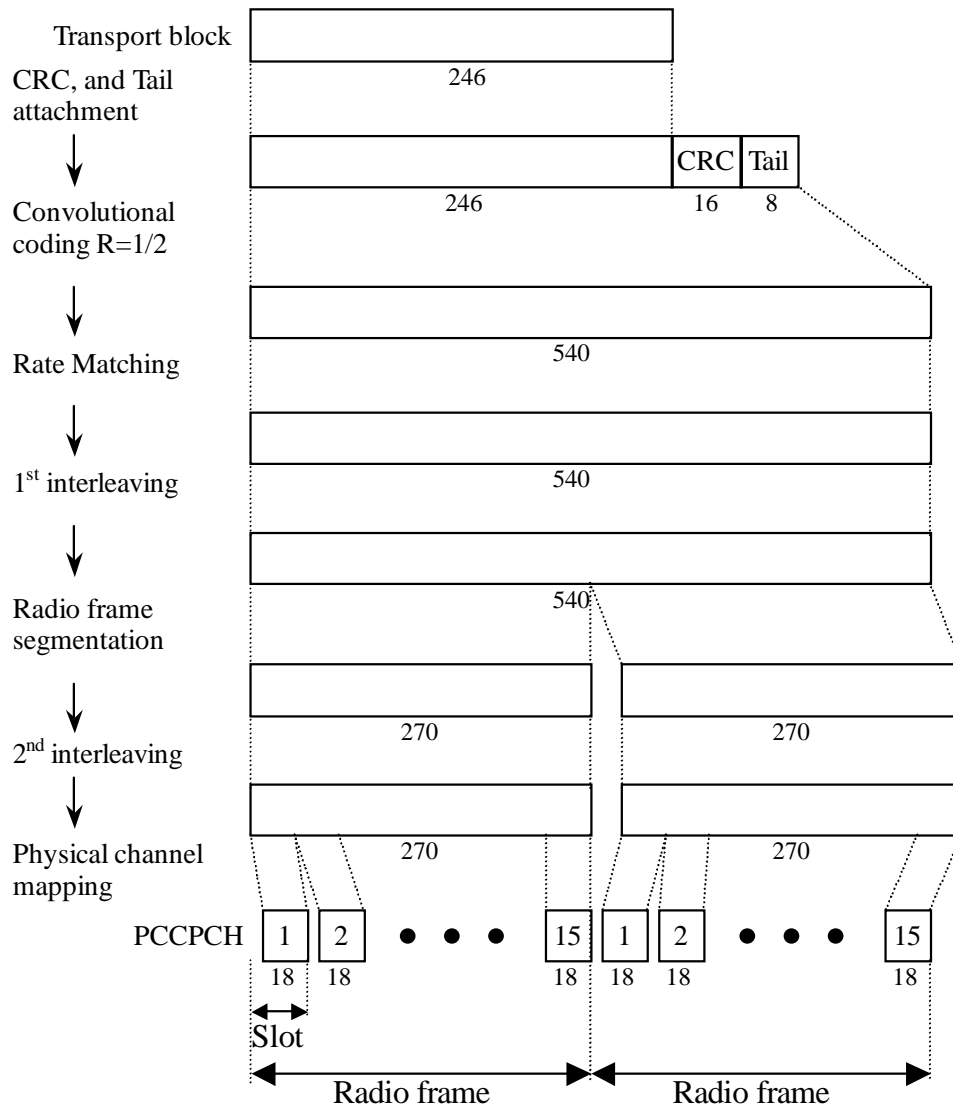 Transport block
246
CRC, and Tail
attachment
CRC Tail
246 16 8
Convolutional
coding R=1/2
540
Rate Matching
540
1st interleaving
540
Radio frame
segmentation
270 270
2nd interleaving
270 270
Physical channel
mapping
PCCPCH 1 2 15 1 2 15
18 18 18 18 18 18
Slot
Radio frame Radio frame